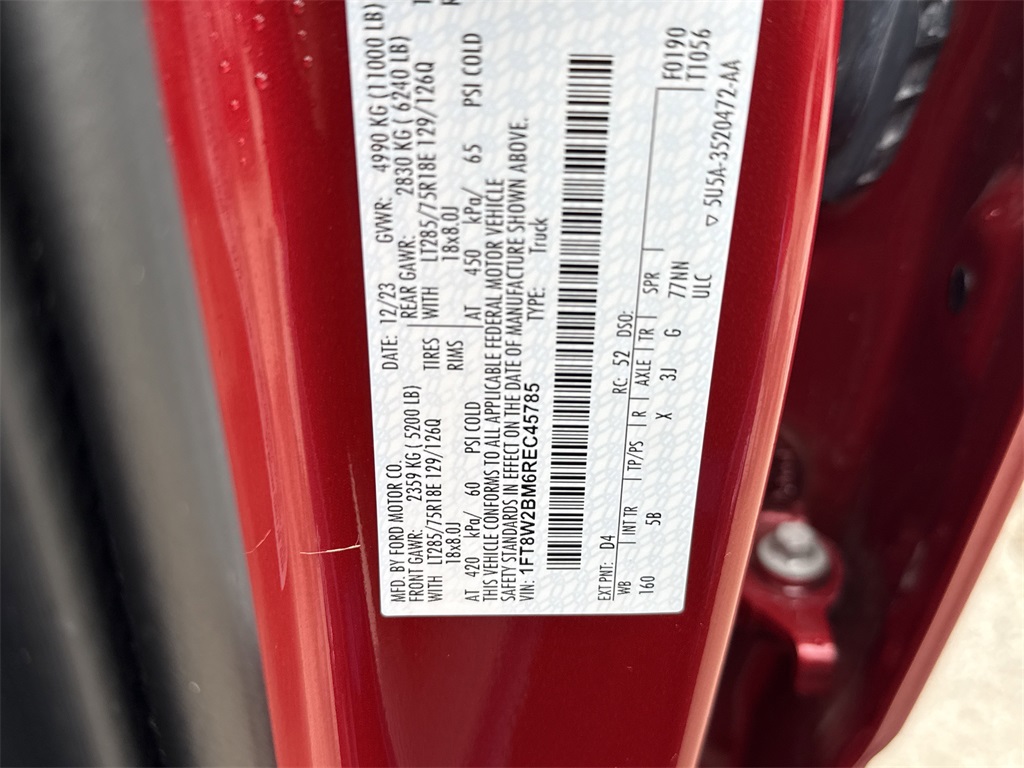 MFD. BY FORD MOTOR CO.
DATE: 12/23 GVWR: 4990 KG (11000 LB)
FRONT GAWR: 2359 KG ( 5200 LB)
REAR GAWR: 2830 KG ( 6240 LB)
WITH LT285/75R18E 129/126Q TIRES
WITH LT285/75R18E 129/126Q
18x8.0J RIMS
18x8.0J
AT 420 kPa/ 60 PSI COLD
AT 450 kPa/ 65 PSI COLD
THIS VEHICLE CONFORMS TO ALL APPLICABLE FEDERAL MOTOR VEHICLE
SAFETY STANDARDS IN EFFECT ON THE DATE OF MANUFACTURE SHOWN ABOVE.
VIN: 1FT8W2BM6REC45785 TYPE: Truck
EXT PNT: D4 RC: 52 DSO: F0190
T1056
WB INT TR TP/PS R AXLE TR SPR
160 5B X 3J G 77NN
ULC
▽ 5U5A-3520472-AA